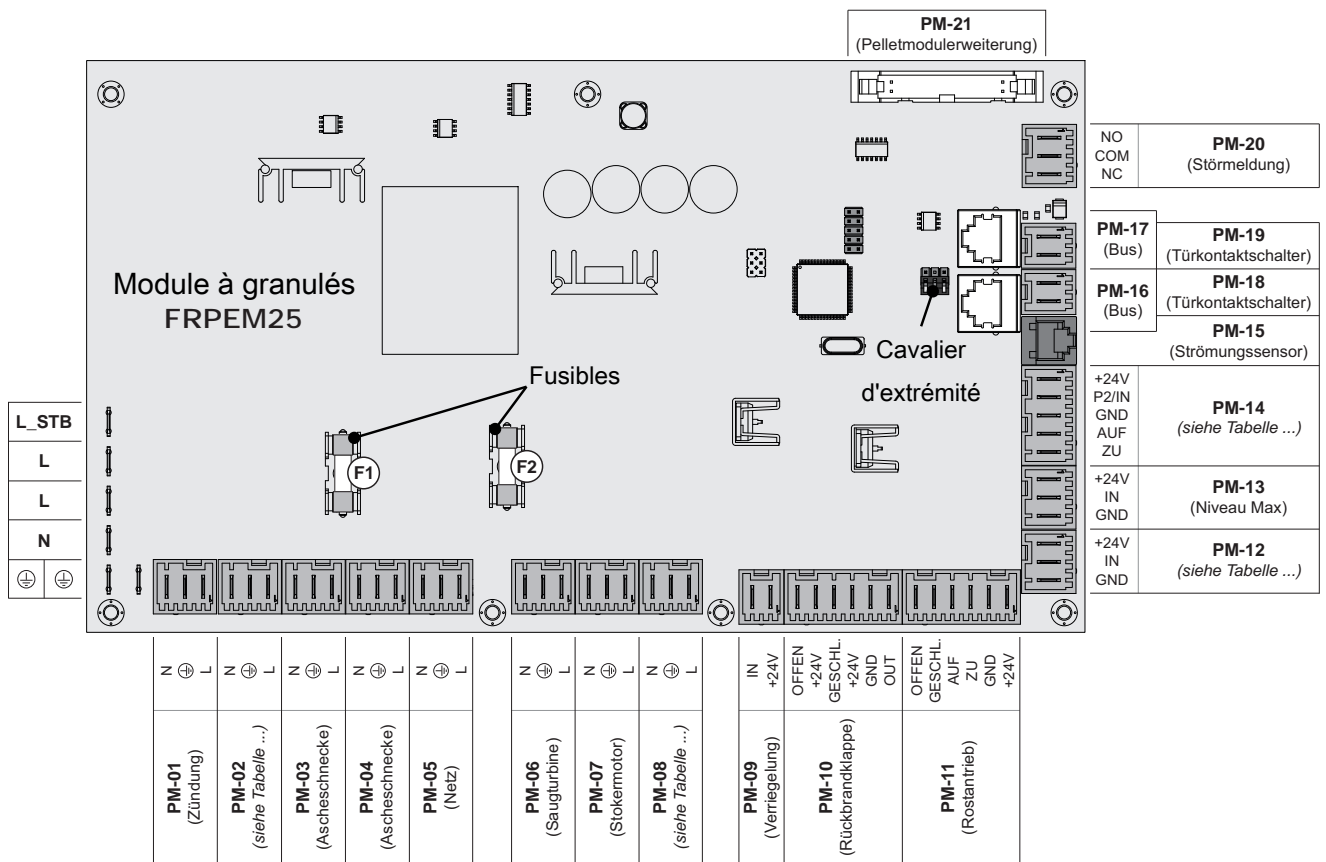 PM-21
(Pelletmodulerweiterung)
NO
COM
NC
PM-20
(Störmeldung)
PM-17
(Bus)
PM-19
(Türkontaktschalter)
PM-16
(Bus)
PM-18
(Türkontaktschalter)
PM-15
(Strömungssensor)
Module à granulés
FRPEM25
Cavalier
d'extrémité
Fusibles
F1
F2
+24V
P2/IN
GND
AUF
ZU
PM-14
(siehe Tabelle ...)
+24V
IN
GND
PM-13
(Niveau Max)
+24V
IN
GND
PM-12
(siehe Tabelle ...)
L_STB
L
L
N
N L
PM-01
(Zündung)
N L
PM-02
(siehe Tabelle ...)
N L
PM-03
(Ascheschnecke)
N L
PM-04
(Ascheschnecke)
N L
PM-05
(Netz)
N L
PM-06
(Saugturbine)
N L
PM-07
(Stokermotor)
N L
PM-08
(siehe Tabelle ...)
IN
+24V
PM-09
(Verriegelung)
OFFEN
+24V
GESCHL.
+24V
GND
OUT
PM-10
(Rückbrandklappe)
OFFEN
GESCHL.
AUF
ZU
GND
+24V
PM-11
(Rostantrieb)